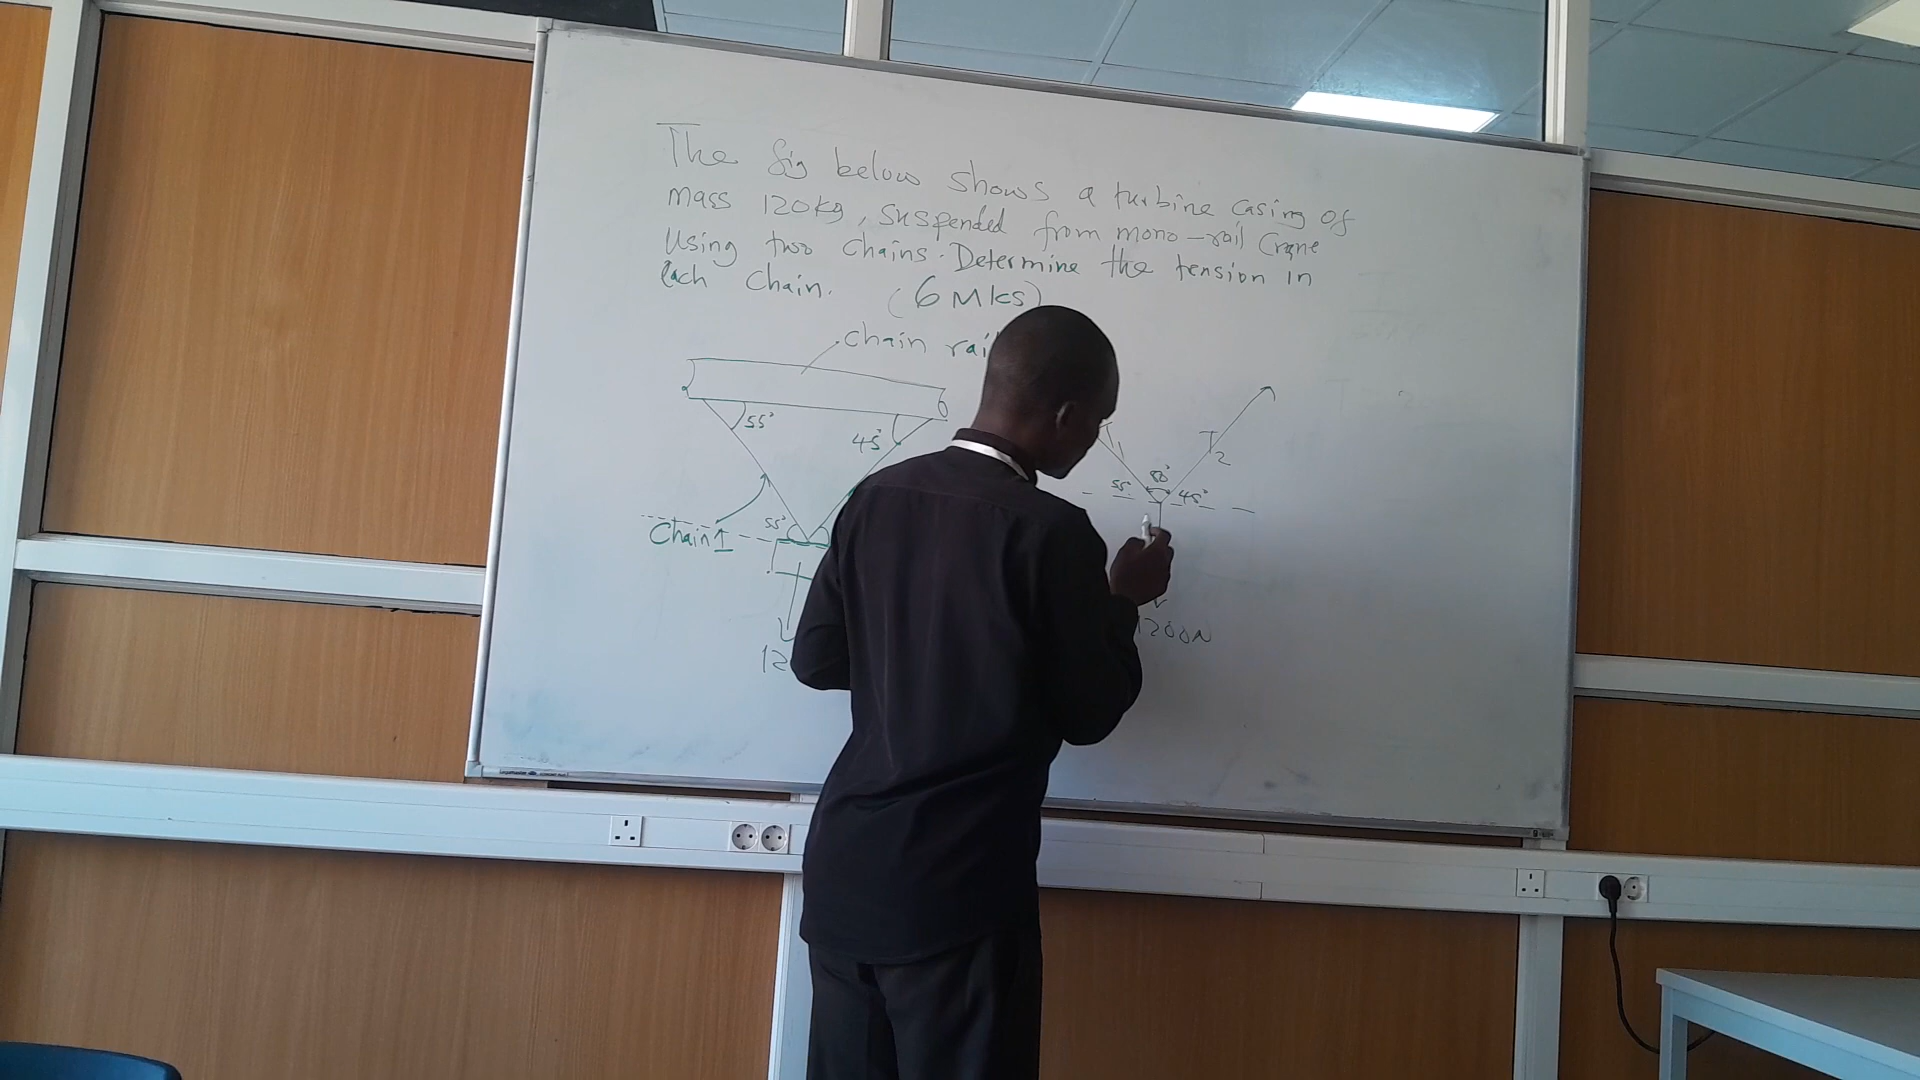 The fig below shows a turbine casing of
mass 120kg, suspended from mono-rail Crane
Using two chains. Determine the tension in
each chain. (6 Mks)
chain rai
55°
45°
T2
80°
55°
45°
55°
Chain 1
1200N
12